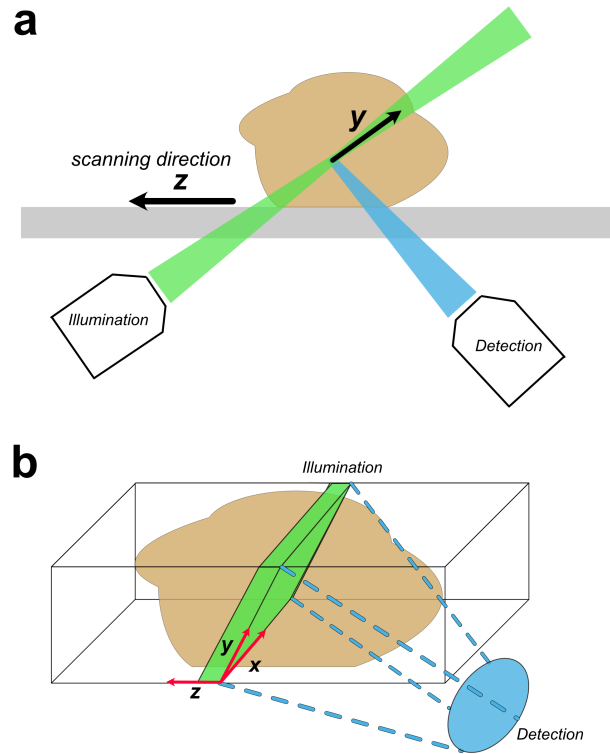 a
y
scanning direction
z
Illumination
Detection
b
Illumination
y
x
z
Detection